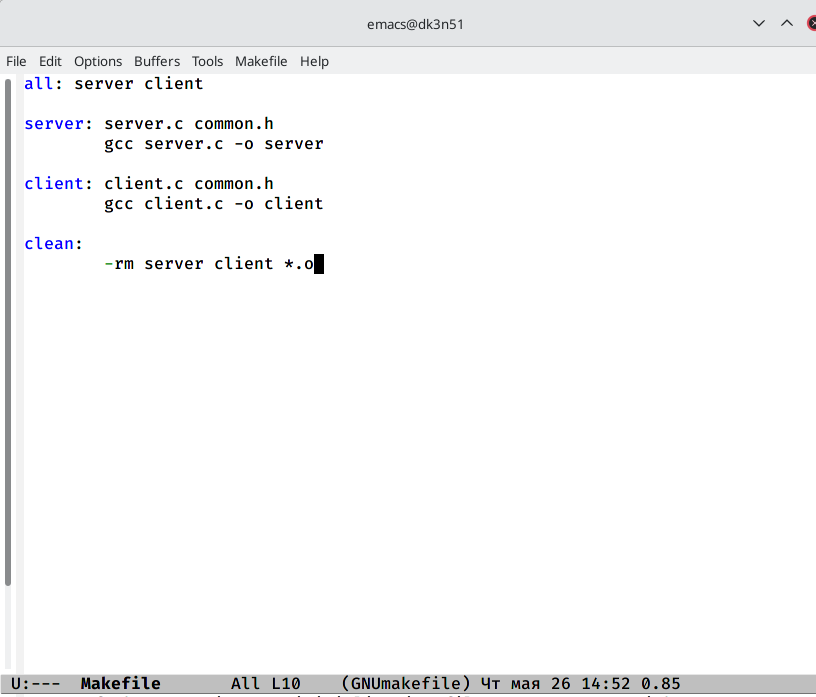 emacs@dk3n51
File Edit Options Buffers Tools Makefile Help
all: server client
server: server.c common.h
gcc server.c -o server
client: client.c common.h
gcc client.c -o client
clean:
-rm server client *.o
U:--- Makefile All L10 (GNUmakefile) Чт мая 26 14:52 0.85